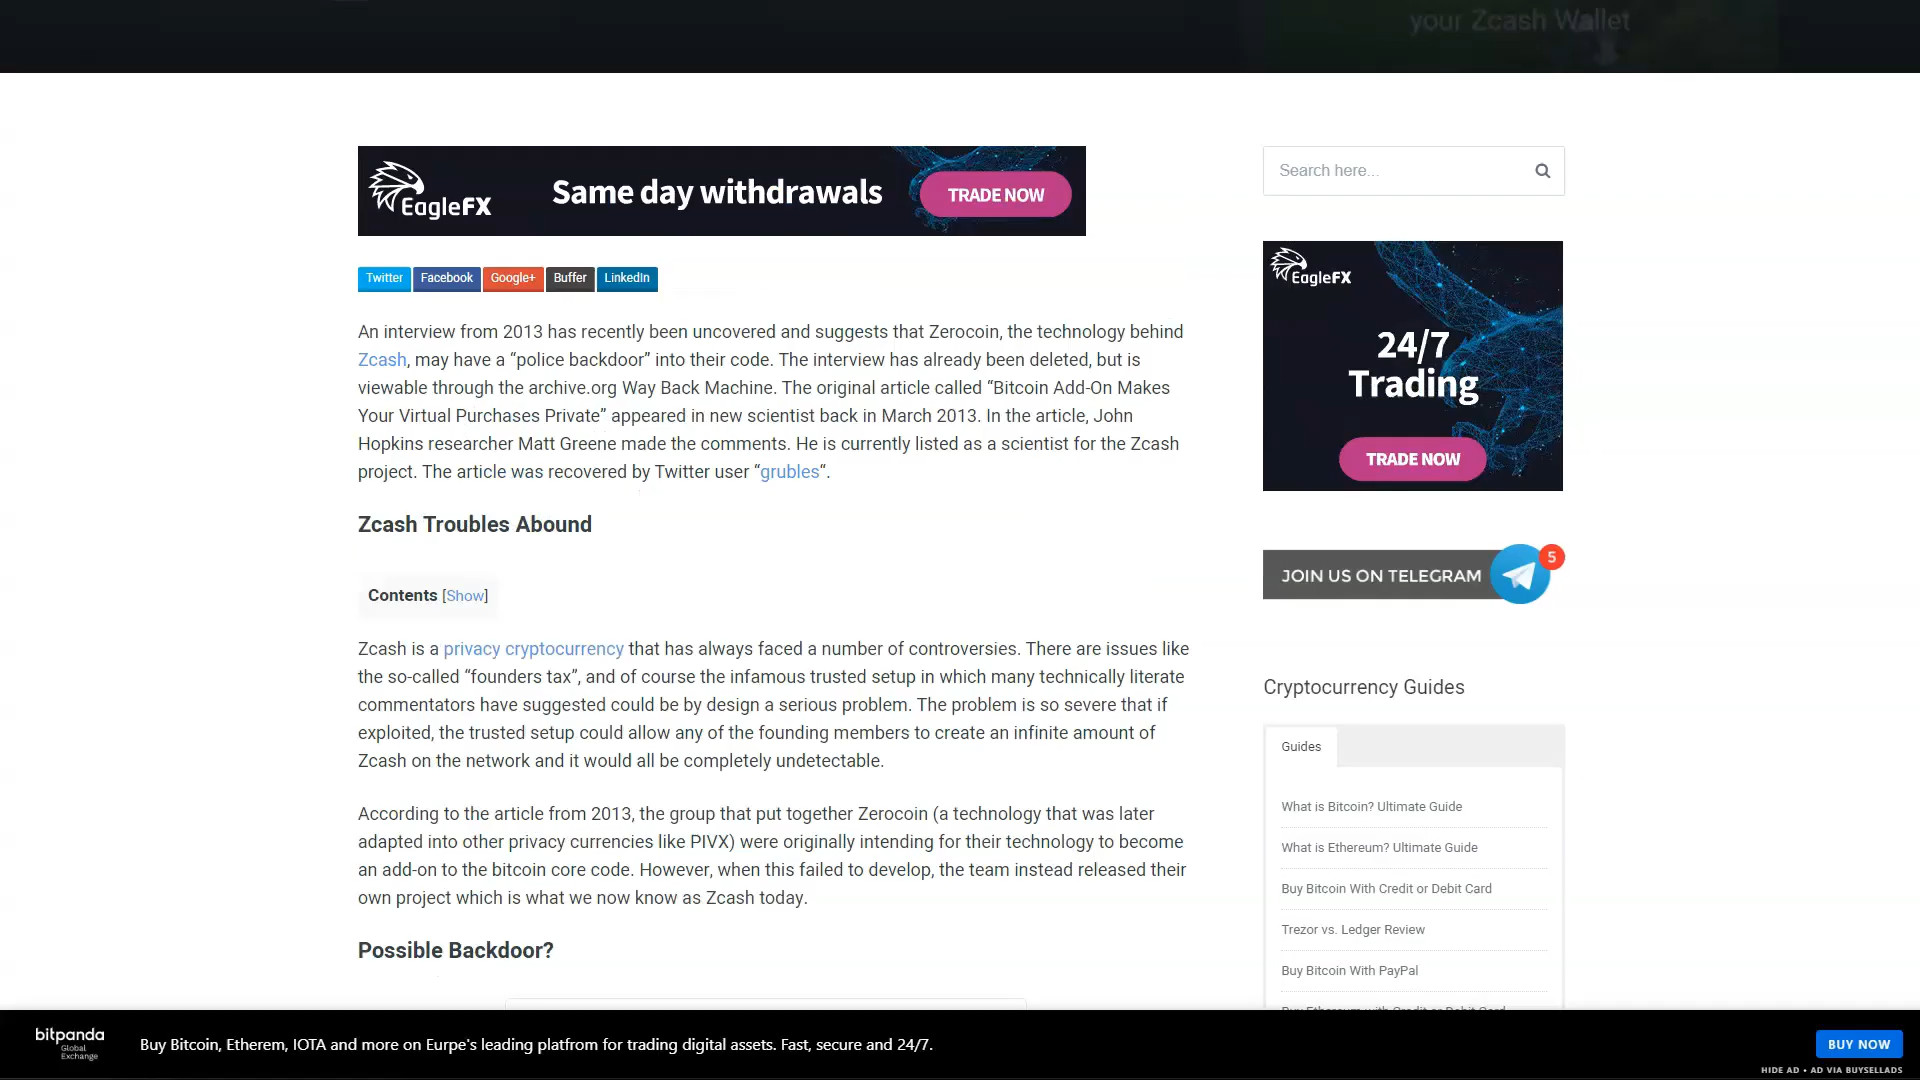 your Zcash Wallet
EagleFX
Same day withdrawals
TRADE NOW
Search here...
Twitter
Facebook
Google+
Buffer
LinkedIn
An interview from 2013 has recently been uncovered and suggests that Zerocoin, the technology behind
Zcash, may have a “police backdoor” into their code. The interview has already been deleted, but is
viewable through the archive.org Way Back Machine. The original article called “Bitcoin Add-On Makes
Your Virtual Purchases Private” appeared in new scientist back in March 2013. In the article, John
Hopkins researcher Matt Greene made the comments. He is currently listed as a scientist for the Zcash
project. The article was recovered by Twitter user “grubles“.
Zcash Troubles Abound
Contents [Show]
Zcash is a privacy cryptocurrency that has always faced a number of controversies. There are issues like
the so-called “founders tax”, and of course the infamous trusted setup in which many technically literate
commentators have suggested could be by design a serious problem. The problem is so severe that if
exploited, the trusted setup could allow any of the founding members to create an infinite amount of
Zcash on the network and it would all be completely undetectable.
According to the article from 2013, the group that put together Zerocoin (a technology that was later
adapted into other privacy currencies like PIVX) were originally intending for their technology to become
an add-on to the bitcoin core code. However, when this failed to develop, the team instead released their
own project which is what we now know as Zcash today.
Possible Backdoor?
EagleFX
24/7
Trading
TRADE NOW
JOIN US ON TELEGRAM
5
Cryptocurrency Guides
Guides
What is Bitcoin? Ultimate Guide
What is Ethereum? Ultimate Guide
Buy Bitcoin With Credit or Debit Card
Trezor vs. Ledger Review
Buy Bitcoin With PayPal
Buy Ethereum with Credit or Debit Card
bitpanda
Global
Exchange
Buy Bitcoin, Etherem, IOTA and more on Eurpe's leading platfrom for trading digital assets. Fast, secure and 24/7.
BUY NOW
HIDE AD • AD VIA BUYSELLADS